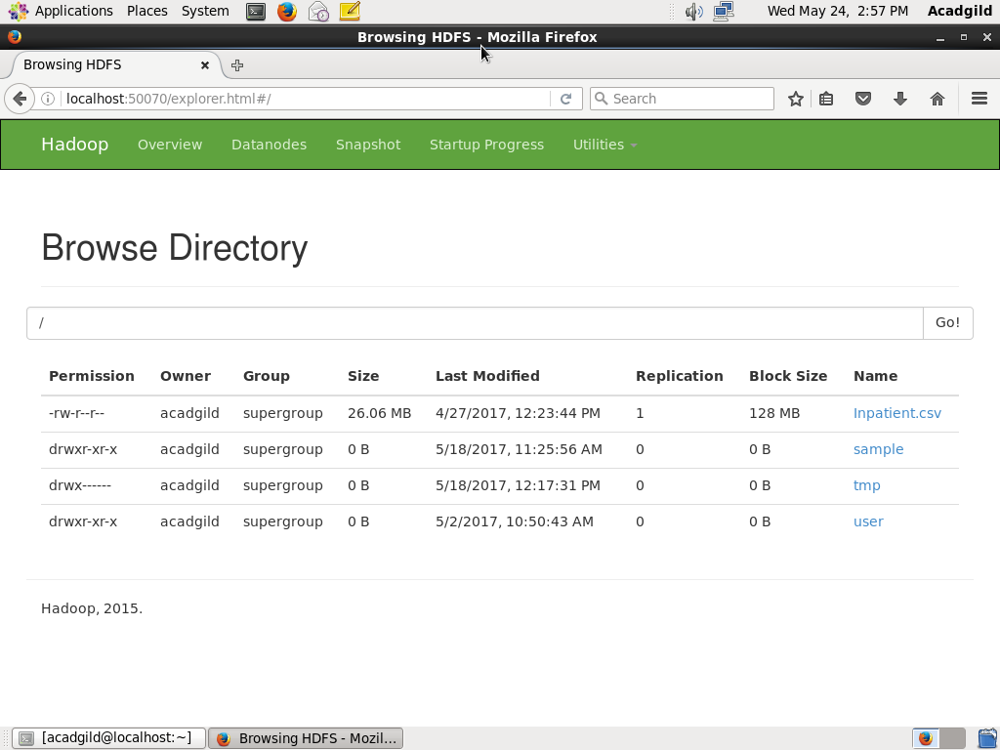 Applications Places System Wed May 24, 2:57 PM Acadgild
Browsing HDFS - Mozilla Firefox
Browsing HDFS
localhost:50070/explorer.html#/ Search
Hadoop Overview Datanodes Snapshot Startup Progress Utilities
Browse Directory
/ Go!
Permission Owner Group Size Last Modified Replication Block Size Name
-rw-r--r-- acadgild supergroup 26.06 MB 4/27/2017, 12:23:44 PM 1 128 MB Inpatient.csv
drwxr-xr-x acadgild supergroup 0 B 5/18/2017, 11:25:56 AM 0 0 B sample
drwx------ acadgild supergroup 0 B 5/18/2017, 12:17:31 PM 0 0 B tmp
drwxr-xr-x acadgild supergroup 0 B 5/2/2017, 10:50:43 AM 0 0 B user
Hadoop, 2015.
[acadgild@localhost:~] Browsing HDFS - Mozil...